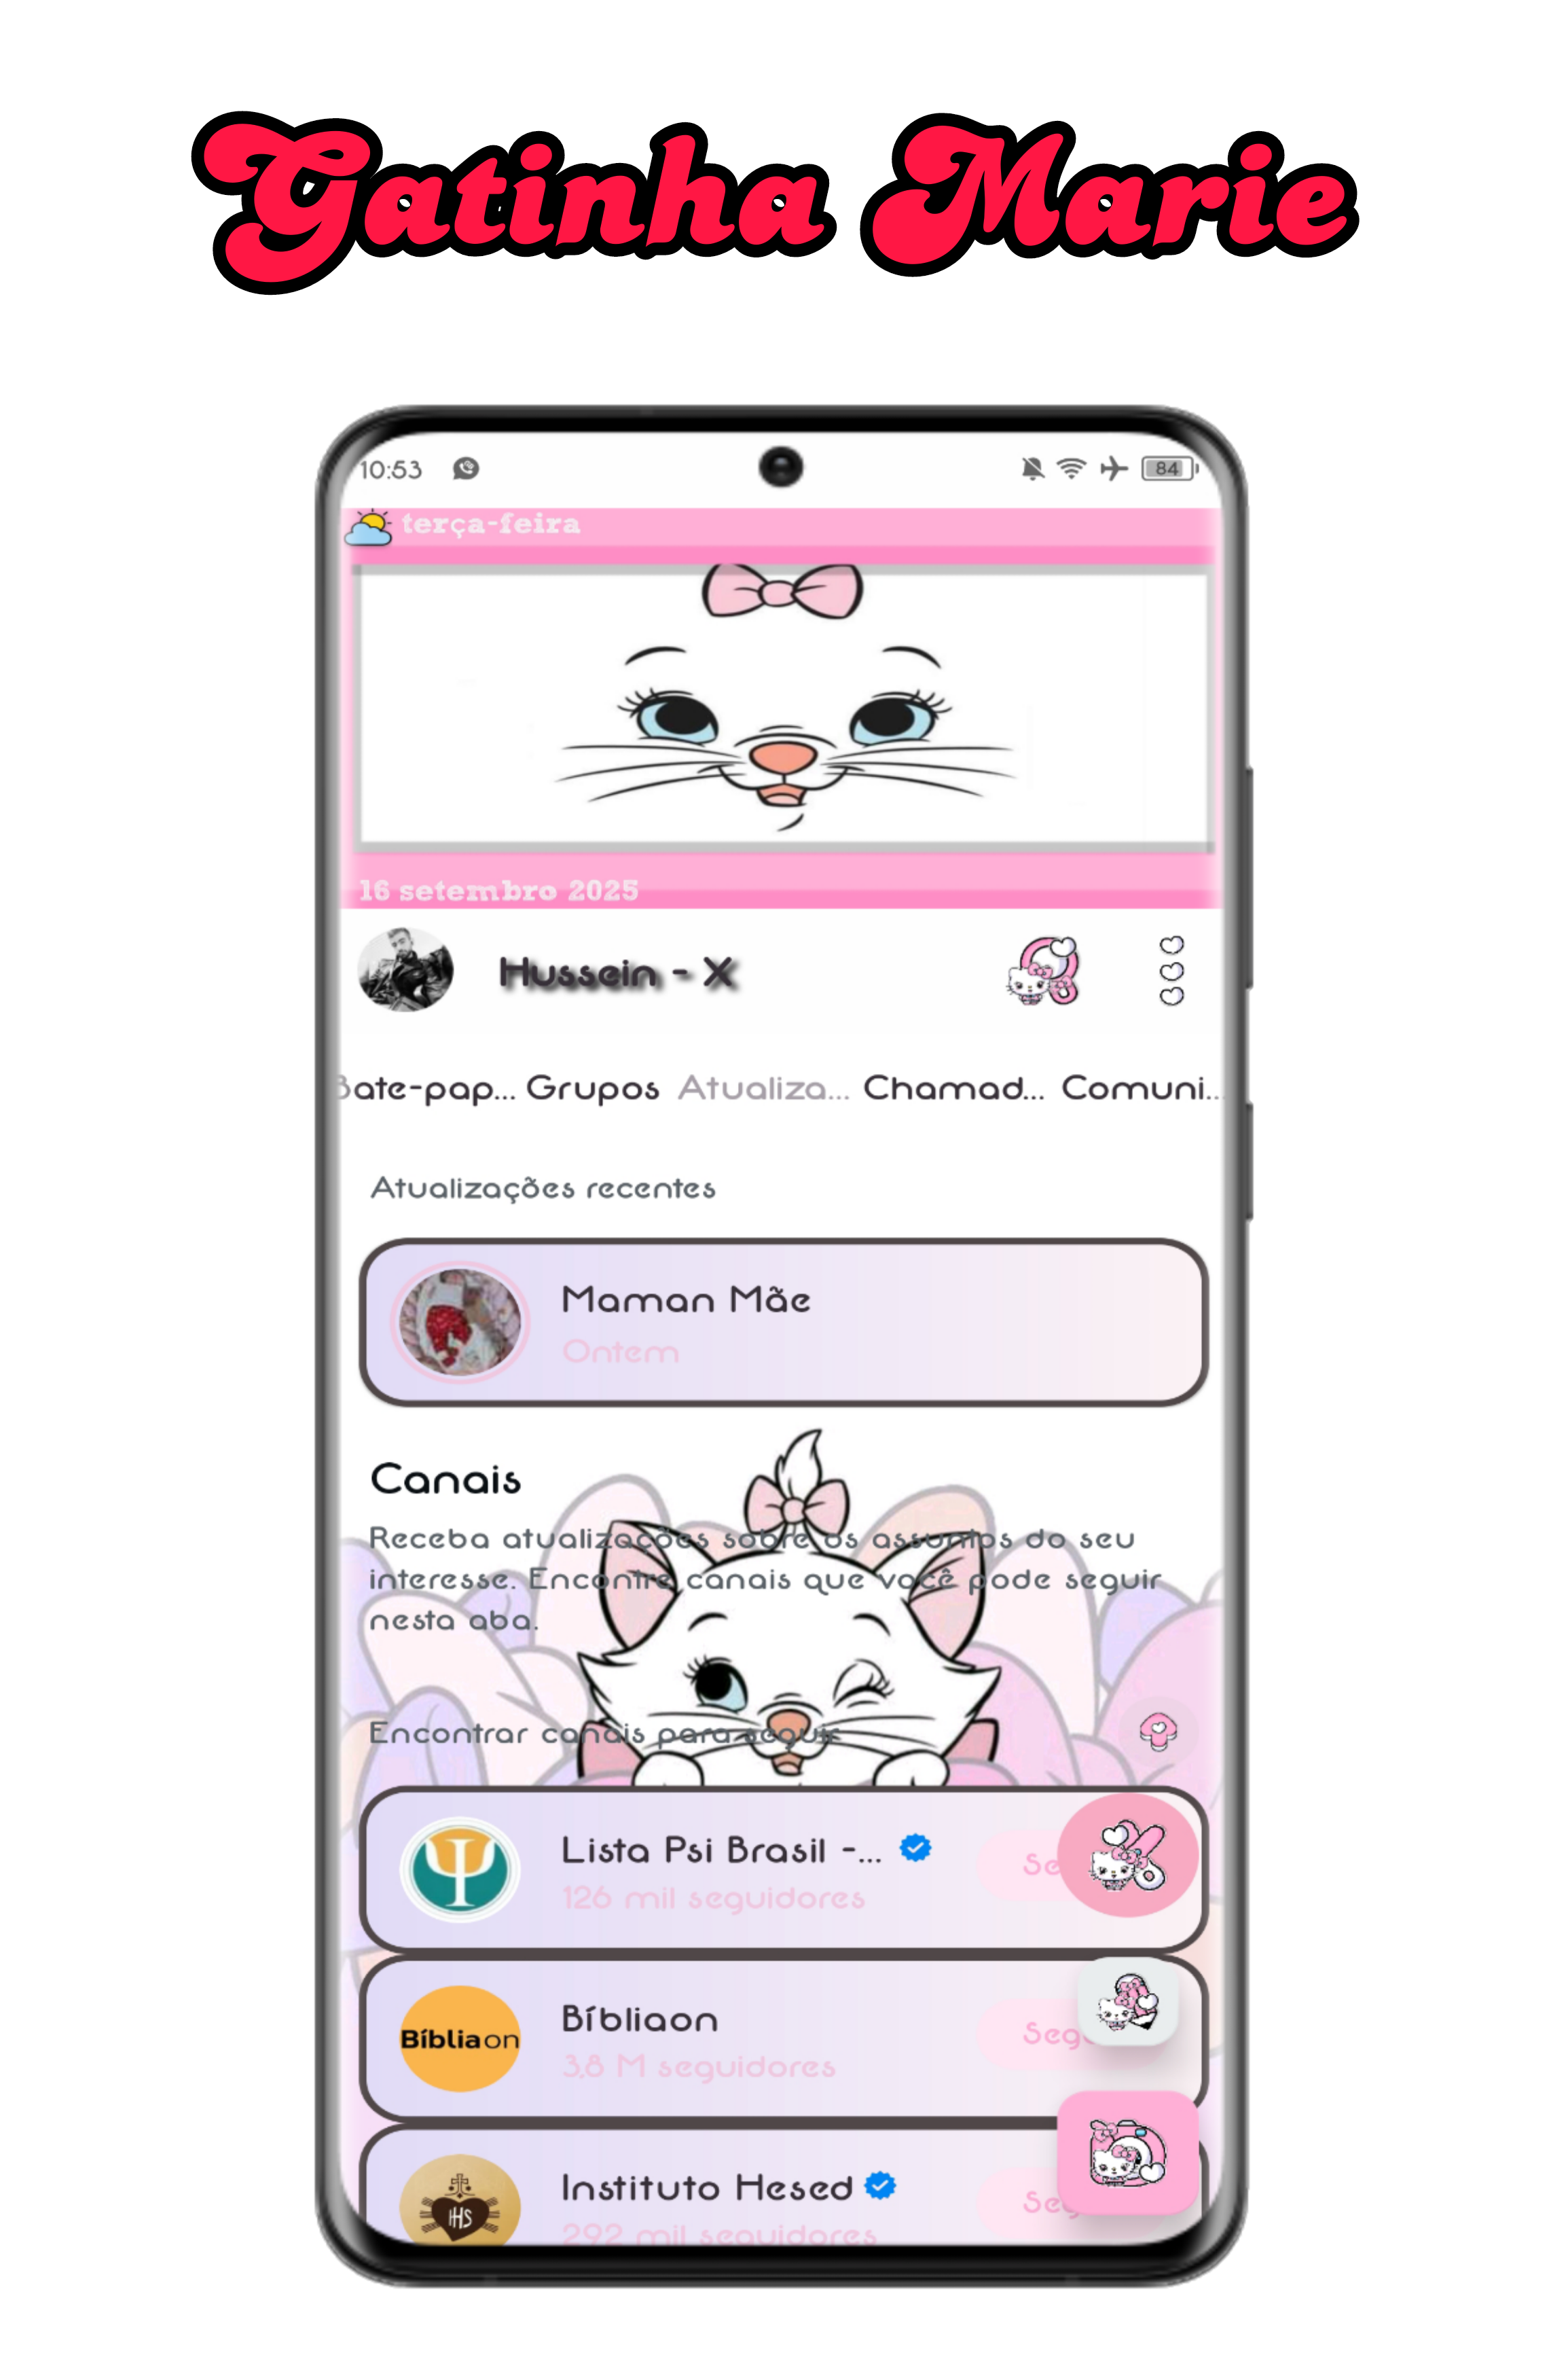 Gatinha Marie
10:53
84
terça-feira
16 setembro 2025
Hussein - X
Bate-pap... Grupos Atualiza... Chamad... Comuni...
Atualizações recentes
Maman Mãe
Ontem
Canais
Receba atualizações sobre os assuntos do seu
interesse. Encontre canais que você pode seguir
nesta aba.
Encontrar canais para seguir
Lista Psi Brasil -...
126 mil seguidores
Se
Bíbliaon
Bíbliaon
3,8 M seguidores
Seg
Instituto Hesed
IHS
292 mil seguidores
Seg